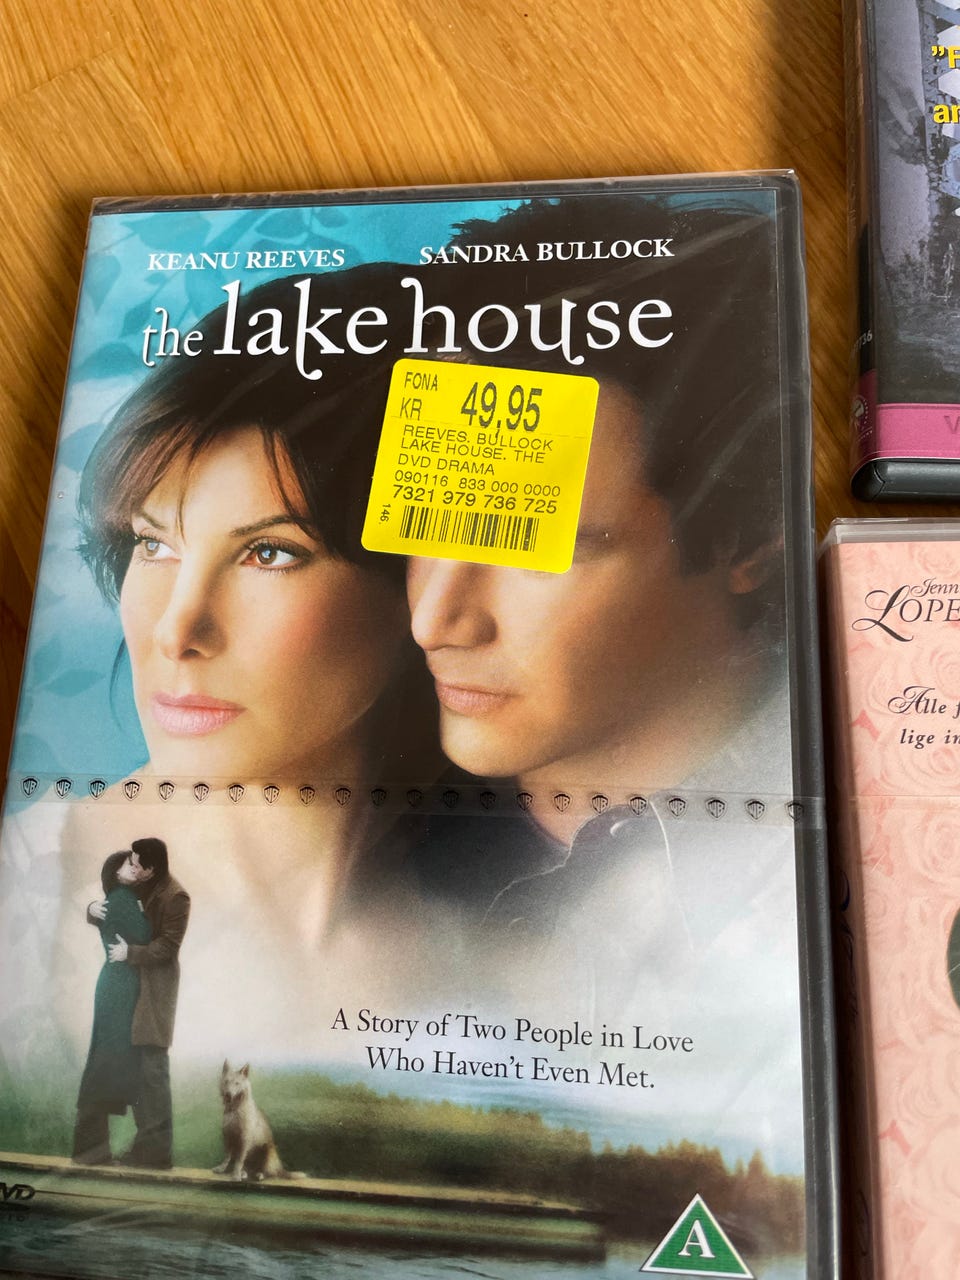 KEANU REEVES SANDRA BULLOCK
the lake house
FONA
KR 49,95
REEVES. BULLOCK
LAKE HOUSE. THE
DVD DRAMA
090116 833 000 0000
7321 979 736 725
146.
A Story of Two People in Love
Who Haven't Even Met.
A
LOPE
Alle f
lige in